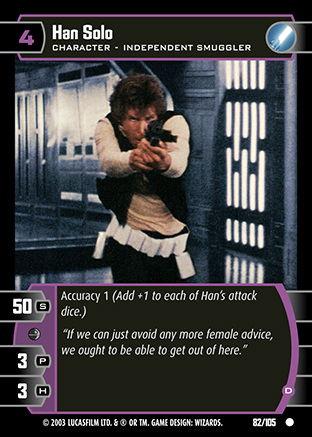 4
Han Solo
CHARACTER - INDEPENDENT SMUGGLER
50 S
Accuracy 1 (Add +1 to each of Han's attack
dice.)
"If we can just avoid any more female advice,
we ought to be able to get out of here."
3 P
3 H
D
© 2003 LUCASFILM LTD. & ® OR TM. GAME DESIGN: WIZARDS.
82/105